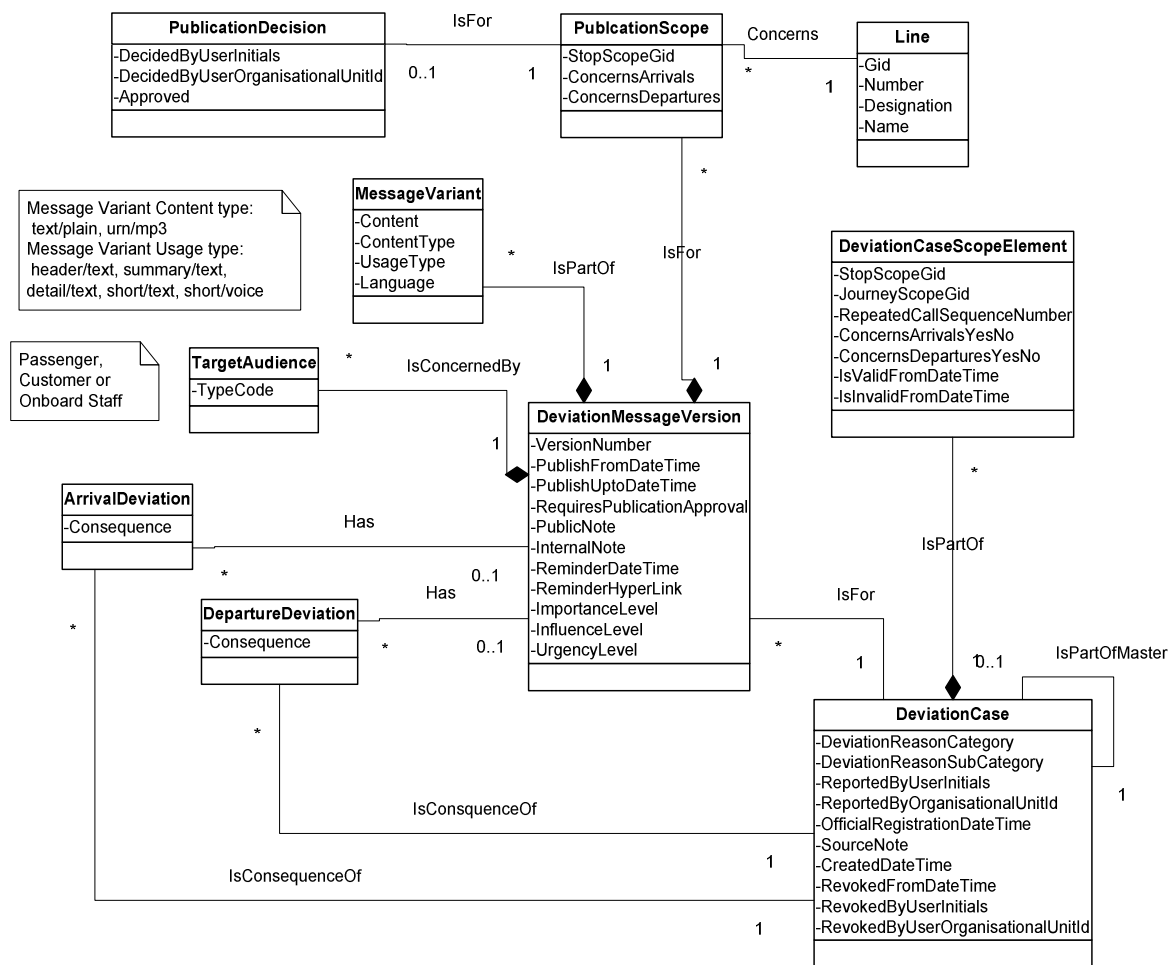 PublicationDecision
-DecidedByUserInitials
-DecidedByUserOrganisationalUnitId
-Approved
IsFor
0..1
1
PublcationScope
-StopScopeGid
-ConcernsArrivals
-ConcernsDepartures
Concerns
*
1
Line
-Gid
-Number
-Designation
-Name
Message Variant Content type:
text/plain, urn/mp3
Message Variant Usage type:
header/text, summary/text,
detail/text, short/text, short/voice
MessageVariant
-Content
-ContentType
-UsageType
-Language
*
IsPartOf
1
*
IsFor
1
DeviationCaseScopeElement
-StopScopeGid
-JourneyScopeGid
-RepeatedCallSequenceNumber
-ConcernsArrivalsYesNo
-ConcernsDeparturesYesNo
-IsValidFromDateTime
-IsInvalidFromDateTime
Passenger,
Customer or
Onboard Staff
TargetAudience
-TypeCode
*
IsConcernedBy
1
DeviationMessageVersion
-VersionNumber
-PublishFromDateTime
-PublishUptoDateTime
-RequiresPublicationApproval
-PublicNote
-InternalNote
-ReminderDateTime
-ReminderHyperLink
-ImportanceLevel
-InfluenceLevel
-UrgencyLevel
*
IsPartOf
1
ArrivalDeviation
-Consequence
Has
*
0..1
*
DepartureDeviation
-Consequence
Has
*
0..1
*
IsFor
*
1
0..1
IsPartOfMaster
1
DeviationCase
-DeviationReasonCategory
-DeviationReasonSubCategory
-ReportedByUserInitials
-ReportedByOrganisationalUnitId
-OfficialRegistrationDateTime
-SourceNote
-CreatedDateTime
-RevokedFromDateTime
-RevokedByUserInitials
-RevokedByUserOrganisationalUnitId
IsConsquenceOf
1
IsConsequenceOf
1